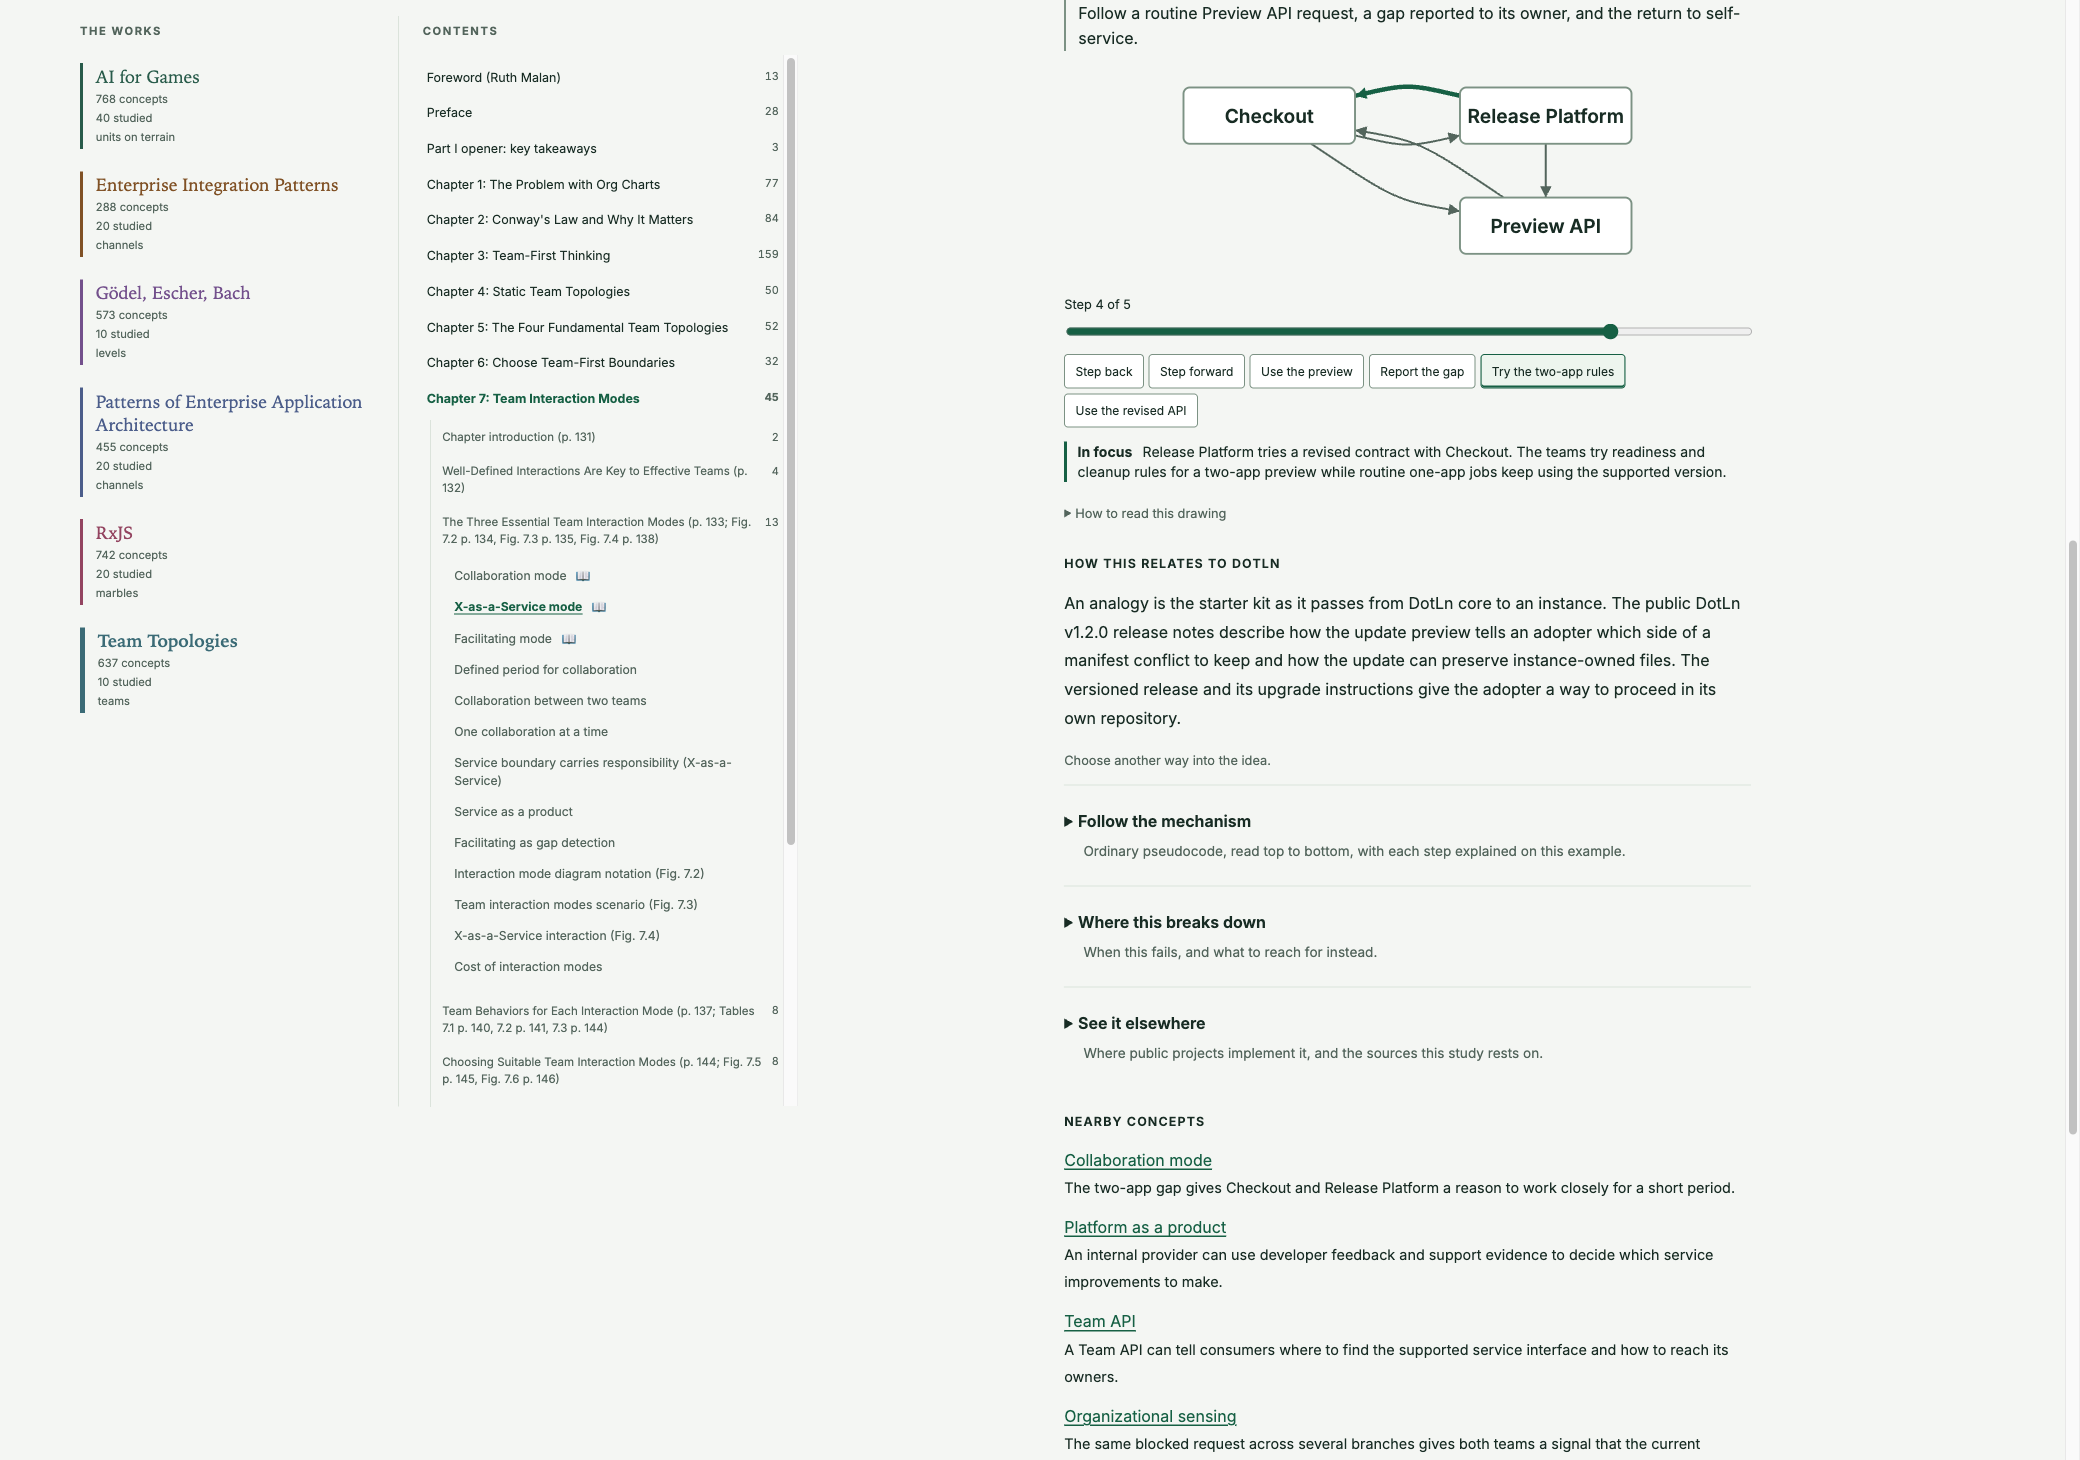 THE WORKS
AI for Games
768 concepts
40 studied
units on terrain
Enterprise Integration Patterns
288 concepts
20 studied
channels
Gödel, Escher, Bach
573 concepts
10 studied
levels
Patterns of Enterprise Application
Architecture
455 concepts
20 studied
channels
RxJS
742 concepts
20 studied
marbles
Team Topologies
637 concepts
10 studied
teams
CONTENTS
Foreword (Ruth Malan) 13
Preface 28
Part I opener: key takeaways 3
Chapter 1: The Problem with Org Charts 77
Chapter 2: Conway's Law and Why It Matters 84
Chapter 3: Team-First Thinking 159
Chapter 4: Static Team Topologies 50
Chapter 5: The Four Fundamental Team Topologies 52
Chapter 6: Choose Team-First Boundaries 32
Chapter 7: Team Interaction Modes 45
Chapter introduction (p. 131) 2
Well-Defined Interactions Are Key to Effective Teams (p. 4
132)
The Three Essential Team Interaction Modes (p. 133; Fig. 13
7.2 p. 134, Fig. 7.3 p. 135, Fig. 7.4 p. 138)
Collaboration mode
X-as-a-Service mode
Facilitating mode
Defined period for collaboration
Collaboration between two teams
One collaboration at a time
Service boundary carries responsibility (X-as-a-
Service)
Service as a product
Facilitating as gap detection
Interaction mode diagram notation (Fig. 7.2)
Team interaction modes scenario (Fig. 7.3)
X-as-a-Service interaction (Fig. 7.4)
Cost of interaction modes
Team Behaviors for Each Interaction Mode (p. 137; Tables 8
7.1 p. 140, 7.2 p. 141, 7.3 p. 144)
Choosing Suitable Team Interaction Modes (p. 144; Fig. 7.5 8
p. 145, Fig. 7.6 p. 146)
Follow a routine Preview API request, a gap reported to its owner, and the return to self-
service.
Checkout
Release Platform
Preview API
Step 4 of 5
Step back
Step forward
Use the preview
Report the gap
Try the two-app rules
Use the revised API
In focus Release Platform tries a revised contract with Checkout. The teams try readiness and
cleanup rules for a two-app preview while routine one-app jobs keep using the supported version.
How to read this drawing
HOW THIS RELATES TO DOTLN
An analogy is the starter kit as it passes from DotLn core to an instance. The public DotLn
v1.2.0 release notes describe how the update preview tells an adopter which side of a
manifest conflict to keep and how the update can preserve instance-owned files. The
versioned release and its upgrade instructions give the adopter a way to proceed in its
own repository.
Choose another way into the idea.
Follow the mechanism
Ordinary pseudocode, read top to bottom, with each step explained on this example.
Where this breaks down
When this fails, and what to reach for instead.
See it elsewhere
Where public projects implement it, and the sources this study rests on.
NEARBY CONCEPTS
Collaboration mode
The two-app gap gives Checkout and Release Platform a reason to work closely for a short period.
Platform as a product
An internal provider can use developer feedback and support evidence to decide which service
improvements to make.
Team API
A Team API can tell consumers where to find the supported service interface and how to reach its
owners.
Organizational sensing
The same blocked request across several branches gives both teams a signal that the current